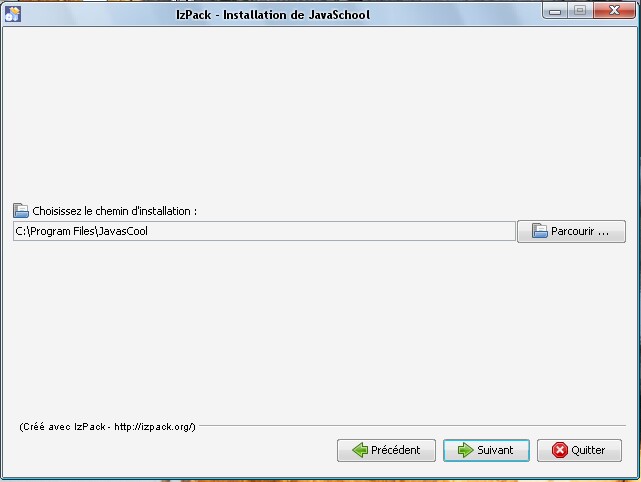 IzPack - Installation de JavaSchool
Choisissez le chemin d'installation :
C:\Program Files\JavasCool
Parcourir ...
(Créé avec IzPack - http://izpack.org/)
Précédent
Suivant
Quitter